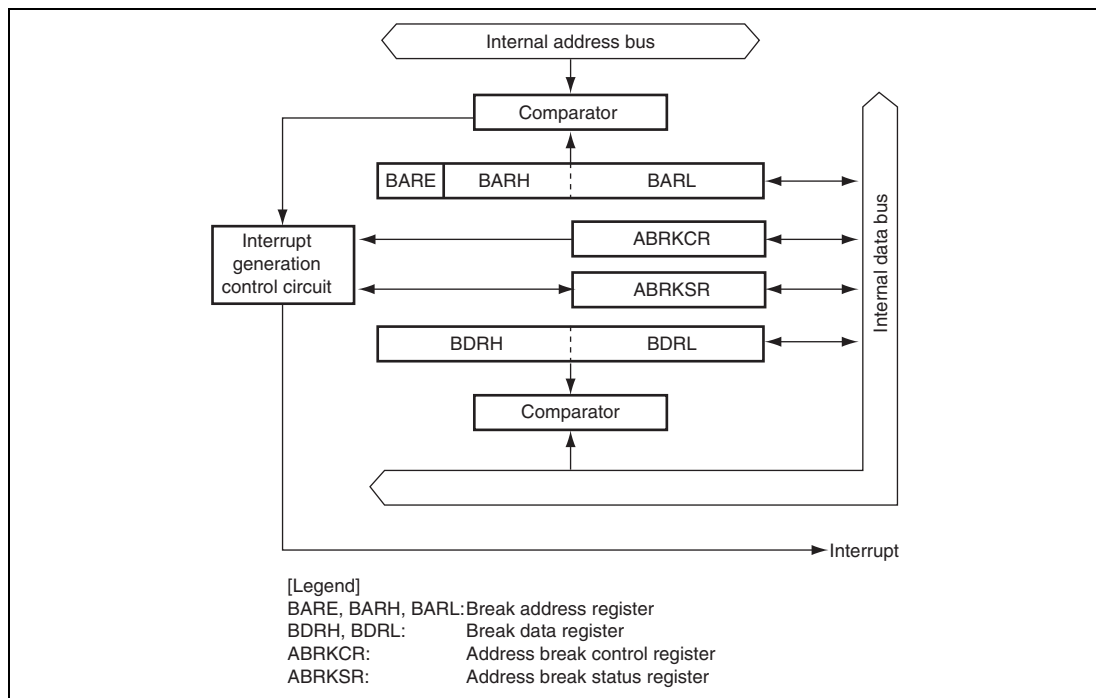 Internal address bus
Comparator
BARE BARH BARL
ABRKCR
Interrupt
generation
control circuit
ABRKSR
Internal data bus
BDRH BDRL
Comparator
Interrupt
[Legend]
BARE, BARH, BARL: Break address register
BDRH, BDRL: Break data register
ABRKCR: Address break control register
ABRKSR: Address break status register